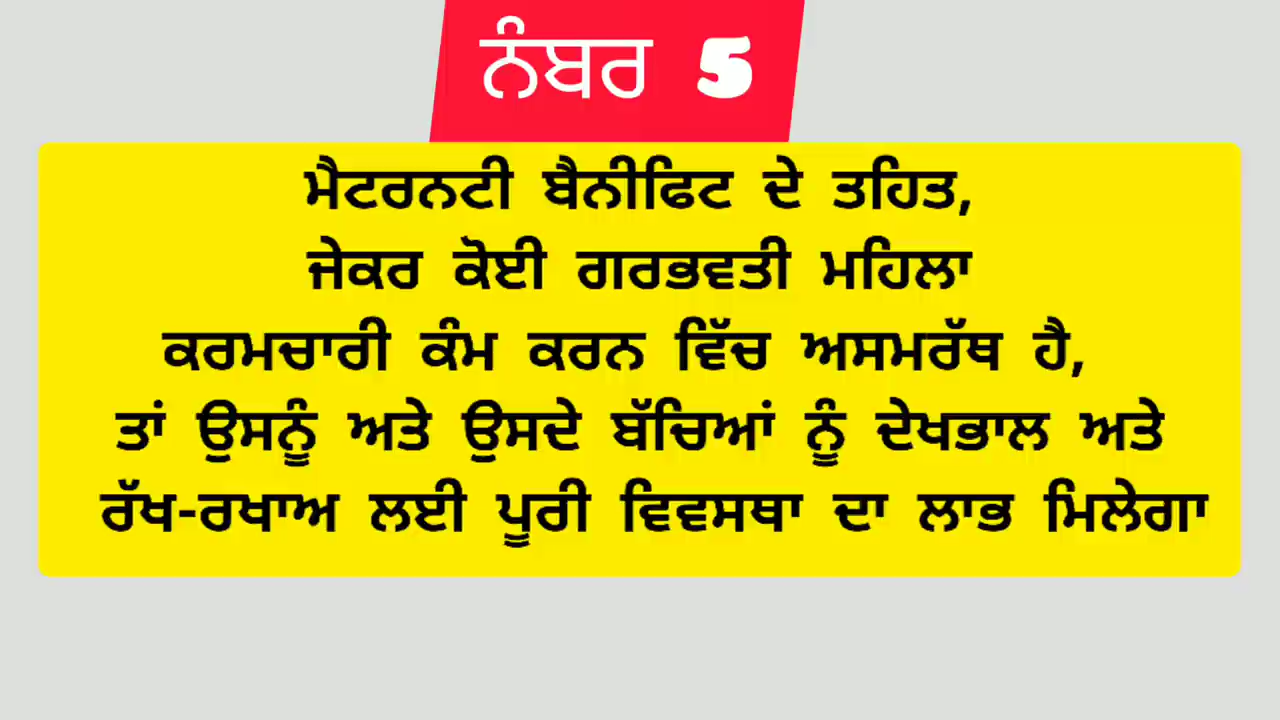 ਨੰਬਰ 5
ਮੈਟਰਨਟੀ ਬੈਨੀਫਿਟ ਦੇ ਤਹਿਤ,
ਜੇਕਰ ਕੋਈ ਗਰਭਵਤੀ ਮਹਿਲਾ
ਕਰਮਚਾਰੀ ਕੰਮ ਕਰਨ ਵਿੱਚ ਅਸਮਰੱਥ ਹੈ,
ਤਾਂ ਉਸਨੂੰ ਅਤੇ ਉਸਦੇ ਬੱਚਿਆਂ ਨੂੰ ਦੇਖਭਾਲ ਅਤੇ
ਰੱਖ-ਰਖਾਅ ਲਈ ਪੂਰੀ ਵਿਵਸਥਾ ਦਾ ਲਾਭ ਮਿਲੇਗਾ